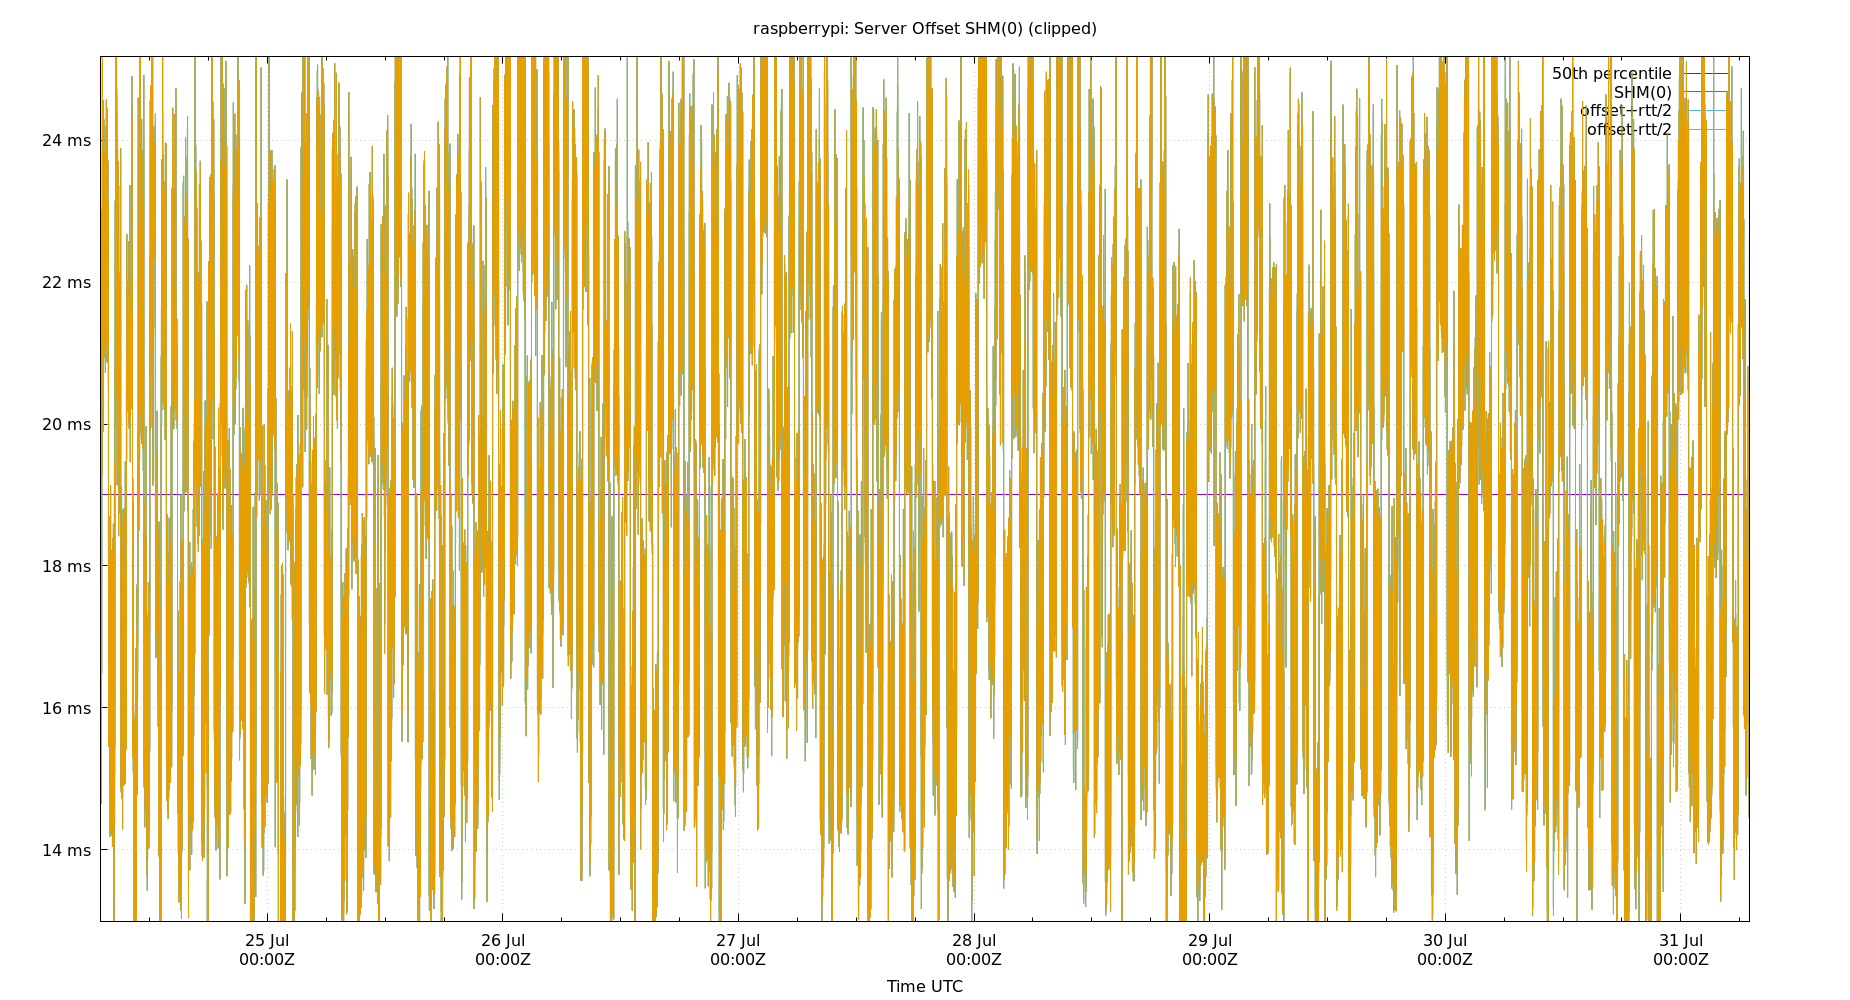 raspberrypi: Server Offset SHM(0) (clipped)
50th percentile
SHM(0)
offset+rtt/2
offset-rtt/2
24 ms
22 ms
20 ms
18 ms
16 ms
14 ms
25 Jul 26 Jul 27 Jul 28 Jul 29 Jul 30 Jul 31 Jul
00:00Z 00:00Z 00:00Z 00:00Z 00:00Z 00:00Z 00:00Z
Time UTC